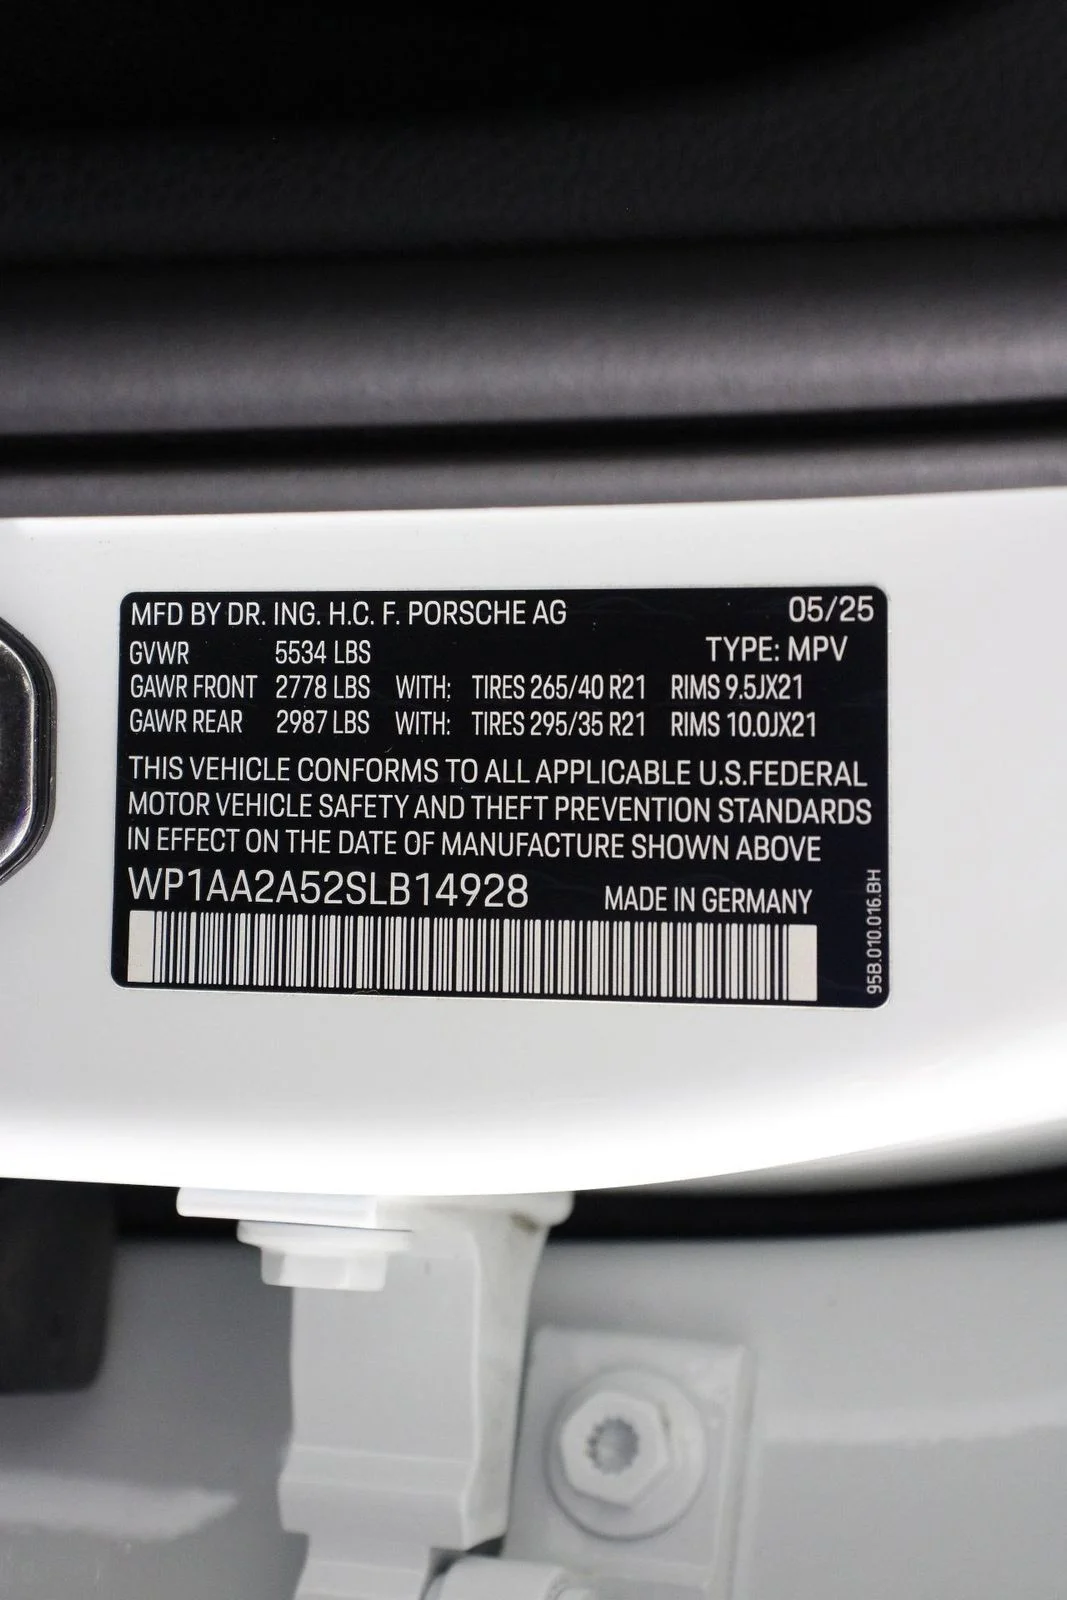 MFD BY DR. ING. H.C. F. PORSCHE AG 05/25
GVWR 5534 LBS TYPE: MPV
GAWR FRONT 2778 LBS WITH: TIRES 265/40 R21 RIMS 9.5JX21
GAWR REAR 2987 LBS WITH: TIRES 295/35 R21 RIMS 10.0JX21
THIS VEHICLE CONFORMS TO ALL APPLICABLE U.S.FEDERAL
MOTOR VEHICLE SAFETY AND THEFT PREVENTION STANDARDS
IN EFFECT ON THE DATE OF MANUFACTURE SHOWN ABOVE
WP1AA2A52SLB14928 MADE IN GERMANY
95B.010.016.BH